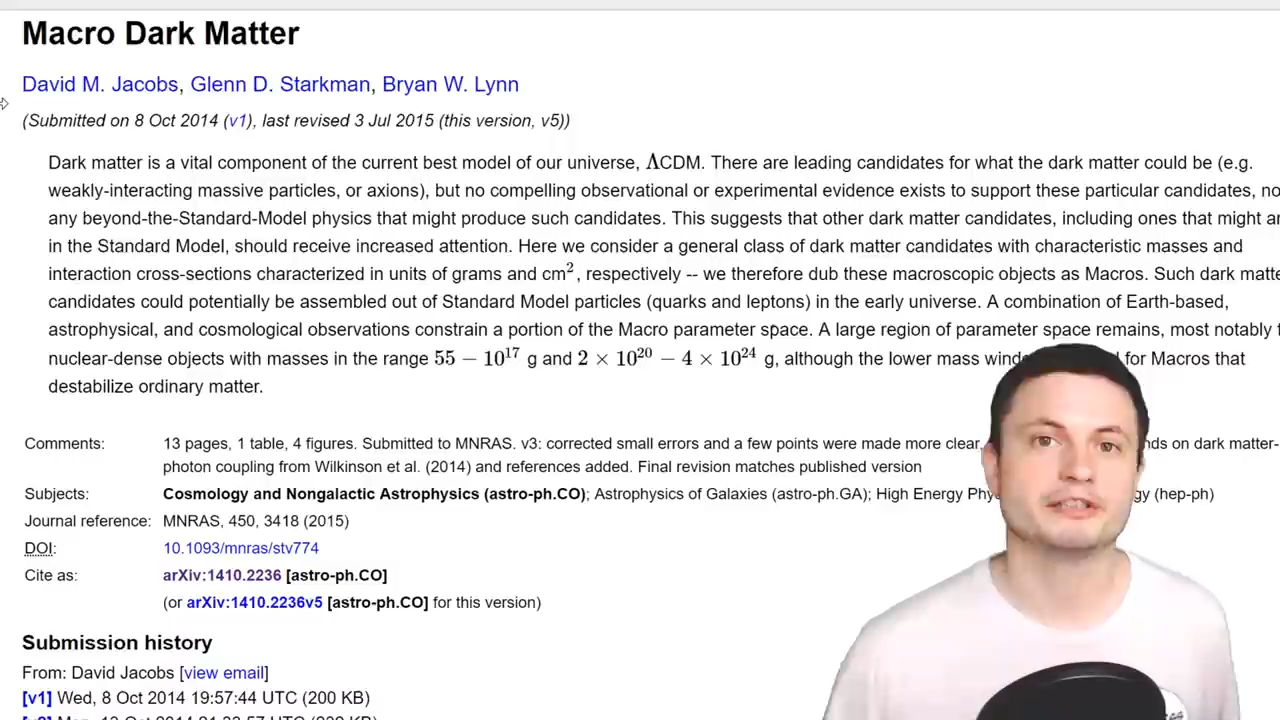 Macro Dark Matter
David M. Jacobs, Glenn D. Starkman, Bryan W. Lynn
(Submitted on 8 Oct 2014 (v1), last revised 3 Jul 2015 (this version, v5))
Dark matter is a vital component of the current best model of our universe, ΛCDM. There are leading candidates for what the dark matter could be (e.g.
weakly-interacting massive particles, or axions), but no compelling observational or experimental evidence exists to support these particular candidates, no
any beyond-the-Standard-Model physics that might produce such candidates. This suggests that other dark matter candidates, including ones that might
in the Standard Model, should receive increased attention. Here we consider a general class of dark matter candidates with characteristic masses and
interaction cross-sections characterized in units of grams and cm², respectively -- we therefore dub these macroscopic objects as Macros. Such dark matte
candidates could potentially be assembled out of Standard Model particles (quarks and leptons) in the early universe. A combination of Earth-based,
astrophysical, and cosmological observations constrain a portion of the Macro parameter space. A large region of parameter space remains, most notably
nuclear-dense objects with masses in the range 55 − 10¹⁷ g and 2 × 10²⁰ − 4 × 10²⁴ g, although the lower mass for Macros that
destabilize ordinary matter.
Comments: 13 pages, 1 table, 4 figures. Submitted to MNRAS. v3: corrected small errors and a few points were made more clear, on dark matter-
photon coupling from Wilkinson et al. (2014) and references added. Final revision matches published version
Subjects: Cosmology and Nongalactic Astrophysics (astro-ph.CO); Astrophysics of Galaxies (astro-ph.GA); High Energy (hep-ph)
Journal reference: MNRAS, 450, 3418 (2015)
DOI: 10.1093/mnras/stv774
Cite as: arXiv:1410.2236 [astro-ph.CO]
(or arXiv:1410.2236v5 [astro-ph.CO] for this version)
Submission history
From: David Jacobs [view email]
[v1] Wed, 8 Oct 2014 19:57:44 UTC (200 KB)